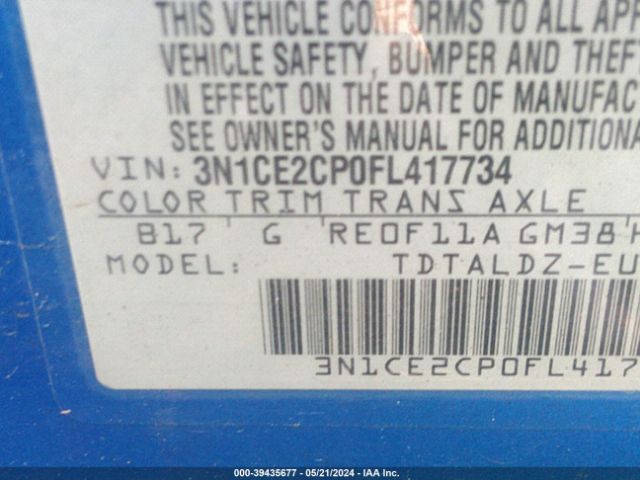 THIS VEHICLE CONFORMS TO ALL APP
VEHICLE SAFETY, BUMPER AND THEF
IN EFFECT ON THE DATE OF MANUFAC
SEE OWNER'S MANUAL FOR ADDITIONA
VIN: 3N1CE2CP0FL417734
COLOR TRIM TRANS AXLE
B17 G RE0F11A GM38
MODEL: TDTALDZ-EU
3N1CE2CP0FL417
000-39435677 - 05/21/2024 - IAA Inc.